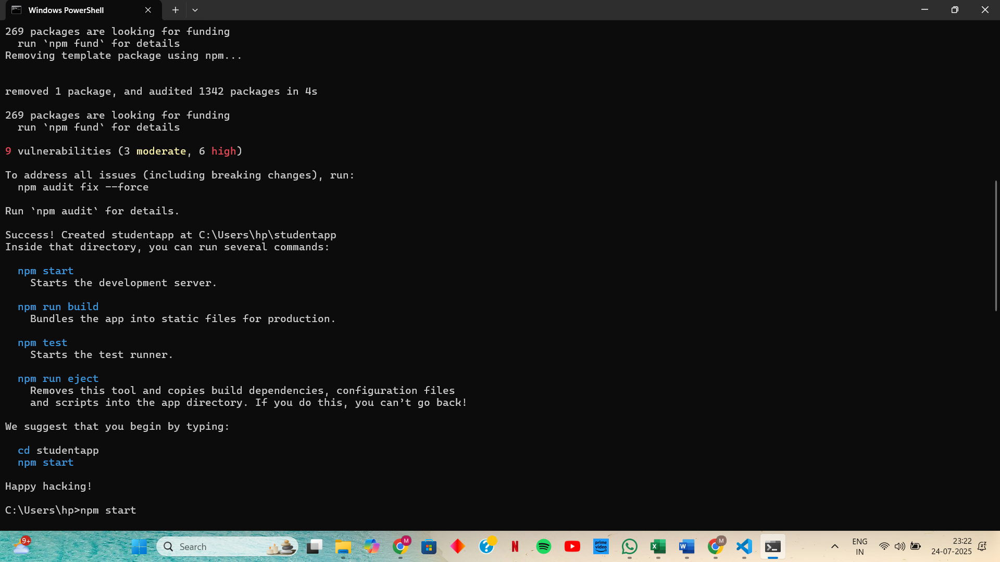 Windows PowerShell
269 packages are looking for funding
run `npm fund` for details
Removing template package using npm...
removed 1 package, and audited 1342 packages in 4s
269 packages are looking for funding
run `npm fund` for details
9 vulnerabilities (3 moderate, 6 high)
To address all issues (including breaking changes), run:
npm audit fix --force
Run `npm audit` for details.
Success! Created studentapp at C:\Users\hp\studentapp
Inside that directory, you can run several commands:
npm start
Starts the development server.
npm run build
Bundles the app into static files for production.
npm test
Starts the test runner.
npm run eject
Removes this tool and copies build dependencies, configuration files
and scripts into the app directory. If you do this, you can’t go back!
We suggest that you begin by typing:
cd studentapp
npm start
Happy hacking!
C:\Users\hp>npm start
9+
Search
M
N
prime video
X
W
M
ENG
IN
23:22
24-07-2025